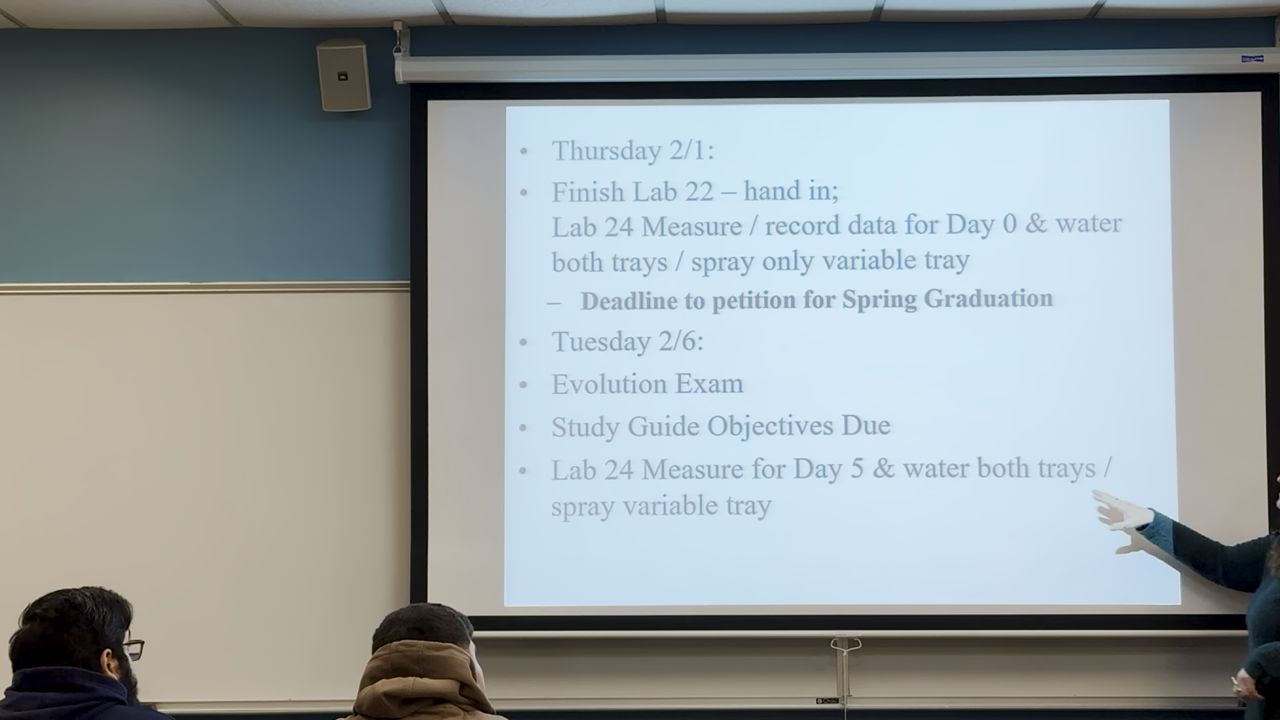 • Thursday 2/1:
• Finish Lab 22 – hand in;
Lab 24 Measure / record data for Day 0 & water
both trays / spray only variable tray
– Deadline to petition for Spring Graduation
• Tuesday 2/6:
• Evolution Exam
• Study Guide Objectives Due
• Lab 24 Measure for Day 5 & water both trays /
spray variable tray